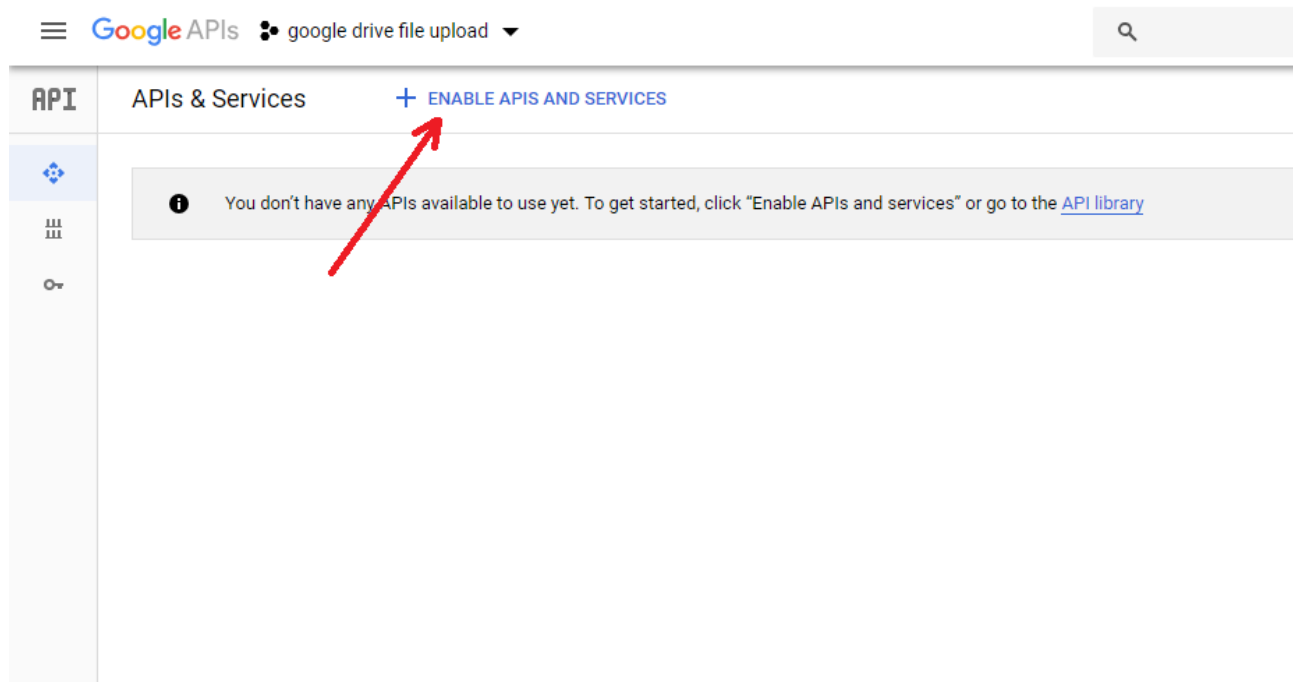 Google APIs google drive file upload
API APIs & Services + ENABLE APIS AND SERVICES
You don't have any APIs available to use yet. To get started, click “Enable APIs and services” or go to the API library